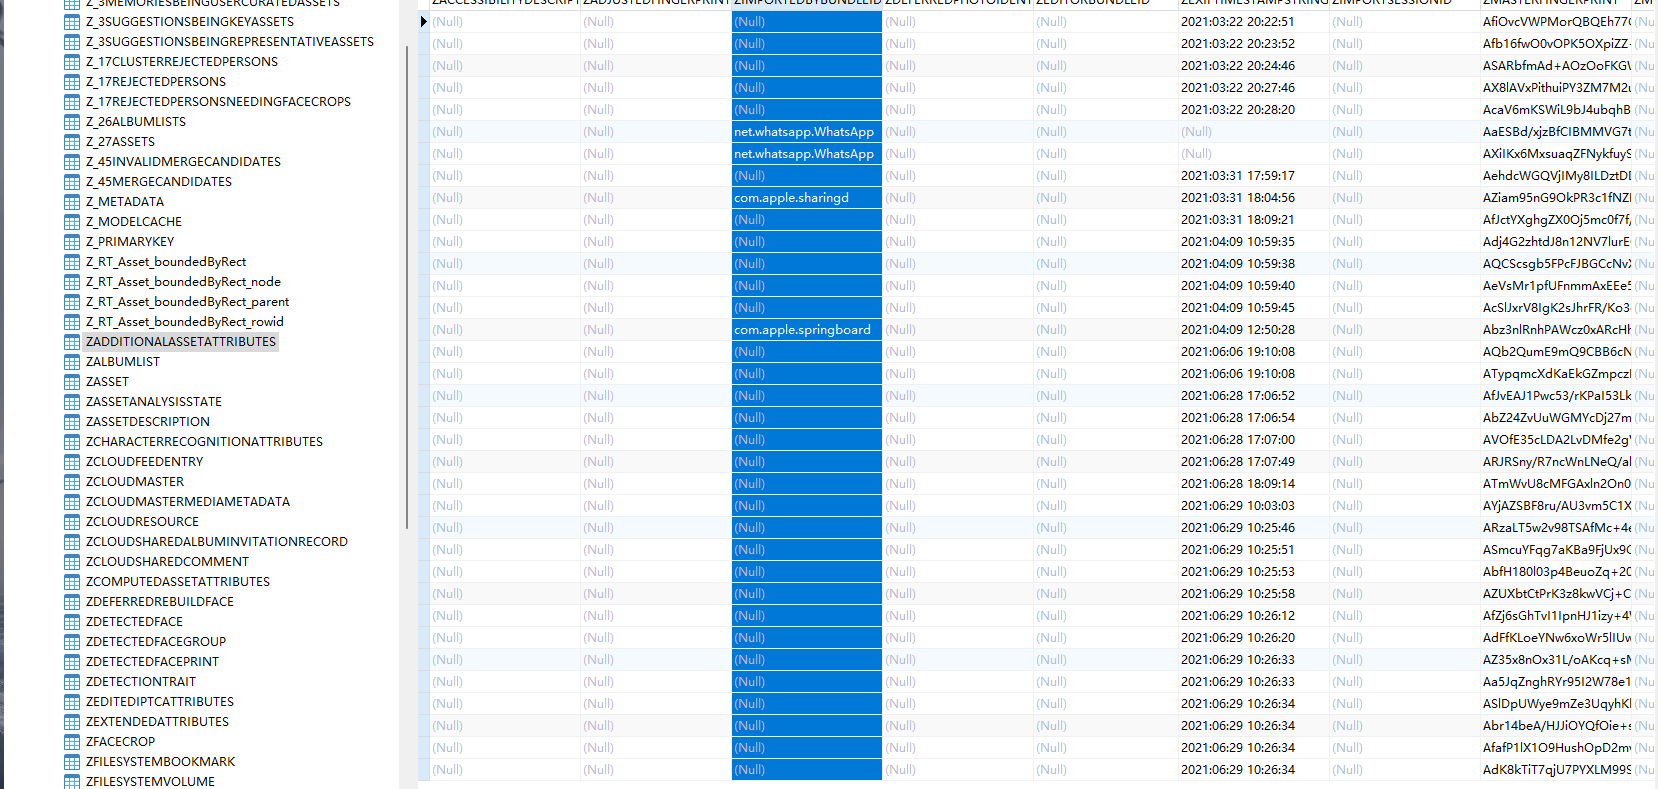 Z_3MEMORIESBEINGUSERCURATEDASSETS
Z_3SUGGESTIONSBEINGKEYASSETS
Z_3SUGGESTIONSBEINGREPRESENTATIVEASSETS
Z_17CLUSTERREJECTEDPERSONS
Z_17REJECTEDPERSONS
Z_17REJECTEDPERSONSNEEDINGFACECROPS
Z_26ALBUMLISTS
Z_27ASSETS
Z_45INVALIDMERGECANDIDATES
Z_45MERGECANDIDATES
Z_METADATA
Z_MODELCACHE
Z_PRIMARYKEY
Z_RT_Asset_boundedByRect
Z_RT_Asset_boundedByRect_node
Z_RT_Asset_boundedByRect_parent
Z_RT_Asset_boundedByRect_rowid
ZADDITIONALASSETATTRIBUTES
ZALBUMLIST
ZASSET
ZASSETANALYSISSTATE
ZASSETDESCRIPTION
ZCHARACTERRECOGNITIONATTRIBUTES
ZCLOUDFEEDENTRY
ZCLOUDMASTER
ZCLOUDMASTERMEDIAMETADATA
ZCLOUDRESOURCE
ZCLOUDSHAREDALBUMINVITATIONRECORD
ZCLOUDSHAREDCOMMENT
ZCOMPUTEDASSETATTRIBUTES
ZDEFERREDREBUILDFACE
ZDETECTEDFACE
ZDETECTEDFACEGROUP
ZDETECTEDFACEPRINT
ZDETECTIONTRAIT
ZEDITEDIPTCATTRIBUTES
ZEXTENDEDATTRIBUTES
ZFACECROP
ZFILESYSTEMBOOKMARK
ZFILESYSTEMVOLUME
ZACCESSIBILITYDESCRIPT ZADJUSTEDFINGERPRINT ZIMPORTEDBYBUNDLEID ZDEFERREDPHOTOIDENT ZEDITORBUNDLEID ZEXIFTIMESTAMPSTRING ZIMPORTSESSIONID ZMASTERFINGERPRINT ZM
(Null) (Null) (Null) (Null) (Null) 2021:03:22 20:22:51 (Null) AfiOvcVWPMorQBQEh77 (Nu
(Null) (Null) (Null) (Null) (Null) 2021:03:22 20:23:52 (Null) Afb16fwO0vOPK5OXpiZZ (Nu
(Null) (Null) (Null) (Null) (Null) 2021:03:22 20:24:46 (Null) ASARbfmAd+AOzOoFKG (Nu
(Null) (Null) (Null) (Null) (Null) 2021:03:22 20:27:46 (Null) AX8lAVxPithuiPY3ZM7M2 (Nu
(Null) (Null) (Null) (Null) (Null) 2021:03:22 20:28:20 (Null) AcaV6mKSWiL9bJ4ubqhB (Nu
(Null) (Null) net.whatsapp.WhatsApp (Null) (Null) (Null) (Null) AaESBd/xjzBfCIBMMVG7t (Nu
(Null) (Null) net.whatsapp.WhatsApp (Null) (Null) (Null) (Null) AXiIKx6MxsuaqZFNykfuyS (Nu
(Null) (Null) (Null) (Null) (Null) 2021:03:31 17:59:17 (Null) AehdcWGQVjIMy8ILDztD (Nu
(Null) (Null) com.apple.sharingd (Null) (Null) 2021:03:31 18:04:56 (Null) AZiam95nG9OkPR3c1fNZ (Nu
(Null) (Null) (Null) (Null) (Null) 2021:03:31 18:09:21 (Null) AfJctYXghgZX0Oj5mc0f7f (Nu
(Null) (Null) (Null) (Null) (Null) 2021:04:09 10:59:35 (Null) Adj4G2zhtdJ8n12NV7lurE (Nu
(Null) (Null) (Null) (Null) (Null) 2021:04:09 10:59:38 (Null) AQCScsgb5FPcFJBGCcNv (Nu
(Null) (Null) (Null) (Null) (Null) 2021:04:09 10:59:40 (Null) AeVsMr1pfUFnmmAxEEe5 (Nu
(Null) (Null) (Null) (Null) (Null) 2021:04:09 10:59:45 (Null) AcSlJxrV8IgK2sJhrFR/Ko3 (Nu
(Null) (Null) com.apple.springboard (Null) (Null) 2021:04:09 12:50:28 (Null) Abz3nlRnhPAWcz0xARcH (Nu
(Null) (Null) (Null) (Null) (Null) 2021:06:06 19:10:08 (Null) AQb2QumE9mQ9CBB6cN (Nu
(Null) (Null) (Null) (Null) (Null) 2021:06:06 19:10:08 (Null) ATypqmcXdKaEkGZmpcz (Nu
(Null) (Null) (Null) (Null) (Null) 2021:06:28 17:06:52 (Null) AfJvEAJ1Pwc53/rKPaI53Lk (Nu
(Null) (Null) (Null) (Null) (Null) 2021:06:28 17:06:54 (Null) AbZ24ZvUuWGMYcDj27m (Nu
(Null) (Null) (Null) (Null) (Null) 2021:06:28 17:07:00 (Null) AVOfE35cLDA2LvDMfe2g (Nu
(Null) (Null) (Null) (Null) (Null) 2021:06:28 17:07:49 (Null) ARJRSny/R7ncWnLNeQ/a (Nu
(Null) (Null) (Null) (Null) (Null) 2021:06:28 18:09:14 (Null) ATmWvU8cMFGAxln2On0 (Nu
(Null) (Null) (Null) (Null) (Null) 2021:06:29 10:03:03 (Null) AYjAZSBF8ru/AU3vm5C1X (Nu
(Null) (Null) (Null) (Null) (Null) 2021:06:29 10:25:46 (Null) ARzaLT5w2v98TSAfMc+4 (Nu
(Null) (Null) (Null) (Null) (Null) 2021:06:29 10:25:51 (Null) ASmcuYFqg7aKBa9FjUx9 (Nu
(Null) (Null) (Null) (Null) (Null) 2021:06:29 10:25:53 (Null) AbfH180l03p4BeuoZq+2 (Nu
(Null) (Null) (Null) (Null) (Null) 2021:06:29 10:25:58 (Null) AZUXbtCtPrK3z8kwVCj+C (Nu
(Null) (Null) (Null) (Null) (Null) 2021:06:29 10:26:12 (Null) AfZj6sGhTvI1IpnHJ1izy+4 (Nu
(Null) (Null) (Null) (Null) (Null) 2021:06:29 10:26:20 (Null) AdFfKLoeYNw6xoWr5lIU (Nu
(Null) (Null) (Null) (Null) (Null) 2021:06:29 10:26:33 (Null) AZ35x8nOx31L/oAKcq+s (Nu
(Null) (Null) (Null) (Null) (Null) 2021:06:29 10:26:33 (Null) Aa5JqZnghRYr95I2W78e1 (Nu
(Null) (Null) (Null) (Null) (Null) 2021:06:29 10:26:34 (Null) ASlDpUWye9mZe3UqyhK (Nu
(Null) (Null) (Null) (Null) (Null) 2021:06:29 10:26:34 (Null) Abr14beA/HJJiOYQfOie+s (Nu
(Null) (Null) (Null) (Null) (Null) 2021:06:29 10:26:34 (Null) AfafP1lX1O9HushOpD2m (Nu
(Null) (Null) (Null) (Null) (Null) 2021:06:29 10:26:34 (Null) AdK8kTiT7qjU7PYXLM99 (Nu